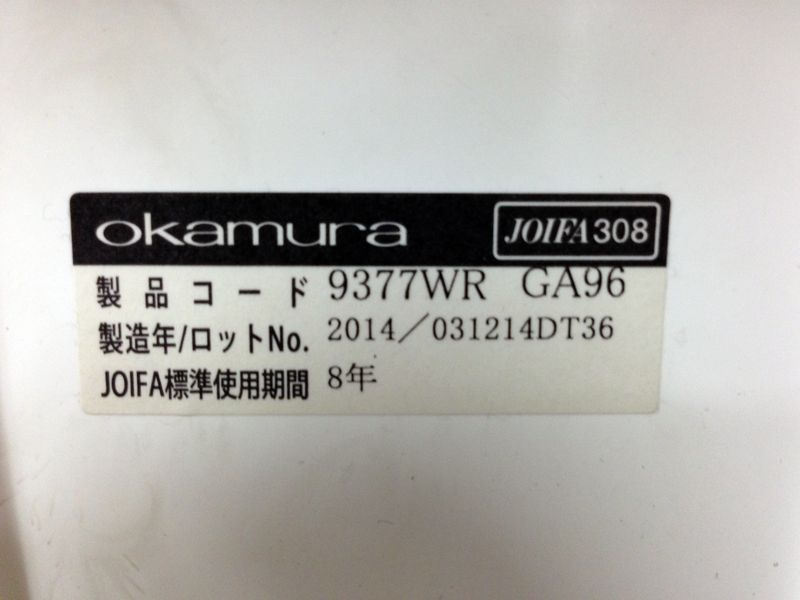 okamura JOIFA308
製品コード 9377WR GA96
製造年/ロットNo. 2014/031214DT36
JOIFA標準使用期間 8年